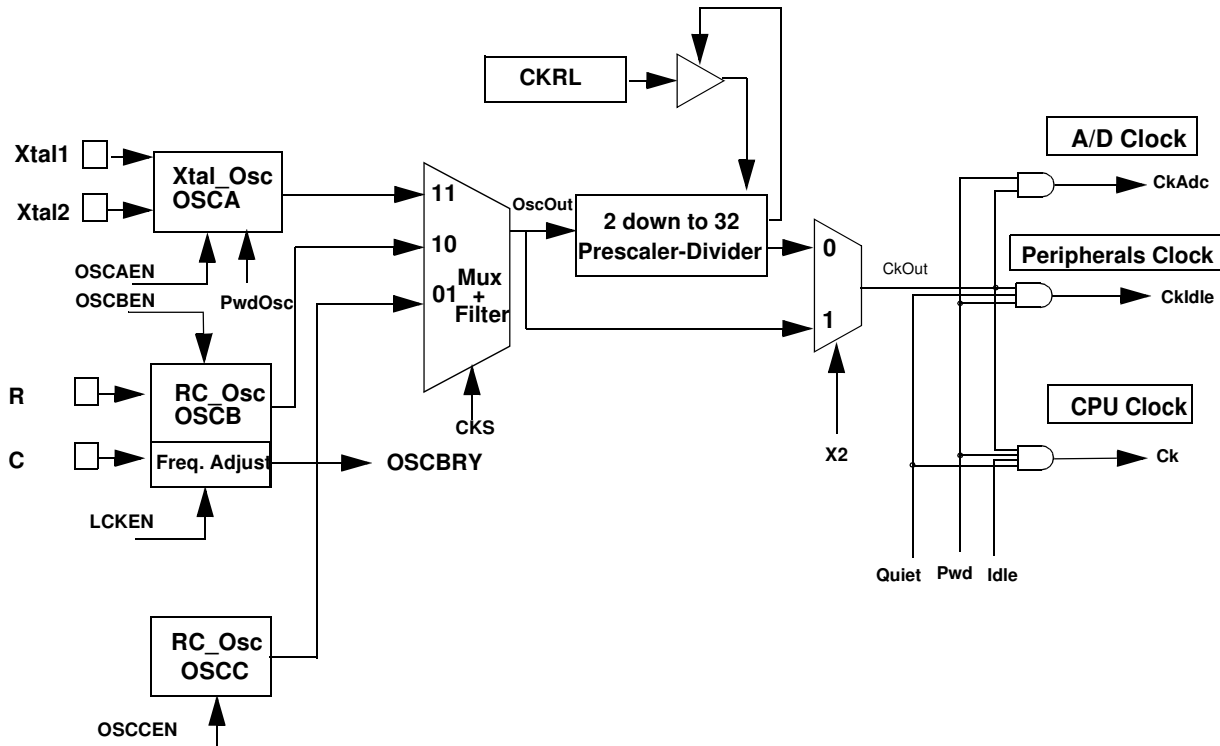 CKRL
A/D Clock
Xtal1
Xtal2
Xtal_Osc
OSCA
11
OscOut
2 down to 32
Prescaler-Divider
0
CkAdc
OSCAEN
OSCBEN
PwdOsc
10
01
Mux
+
Filter
CkOut
Peripherals Clock
CkIdle
1
R
C
RC_Osc
OSCB
Freq. Adjust
OSCBRY
CKS
X2
CPU Clock
Ck
LCKEN
Quiet
Pwd
Idle
RC_Osc
OSCC
OSCCEN